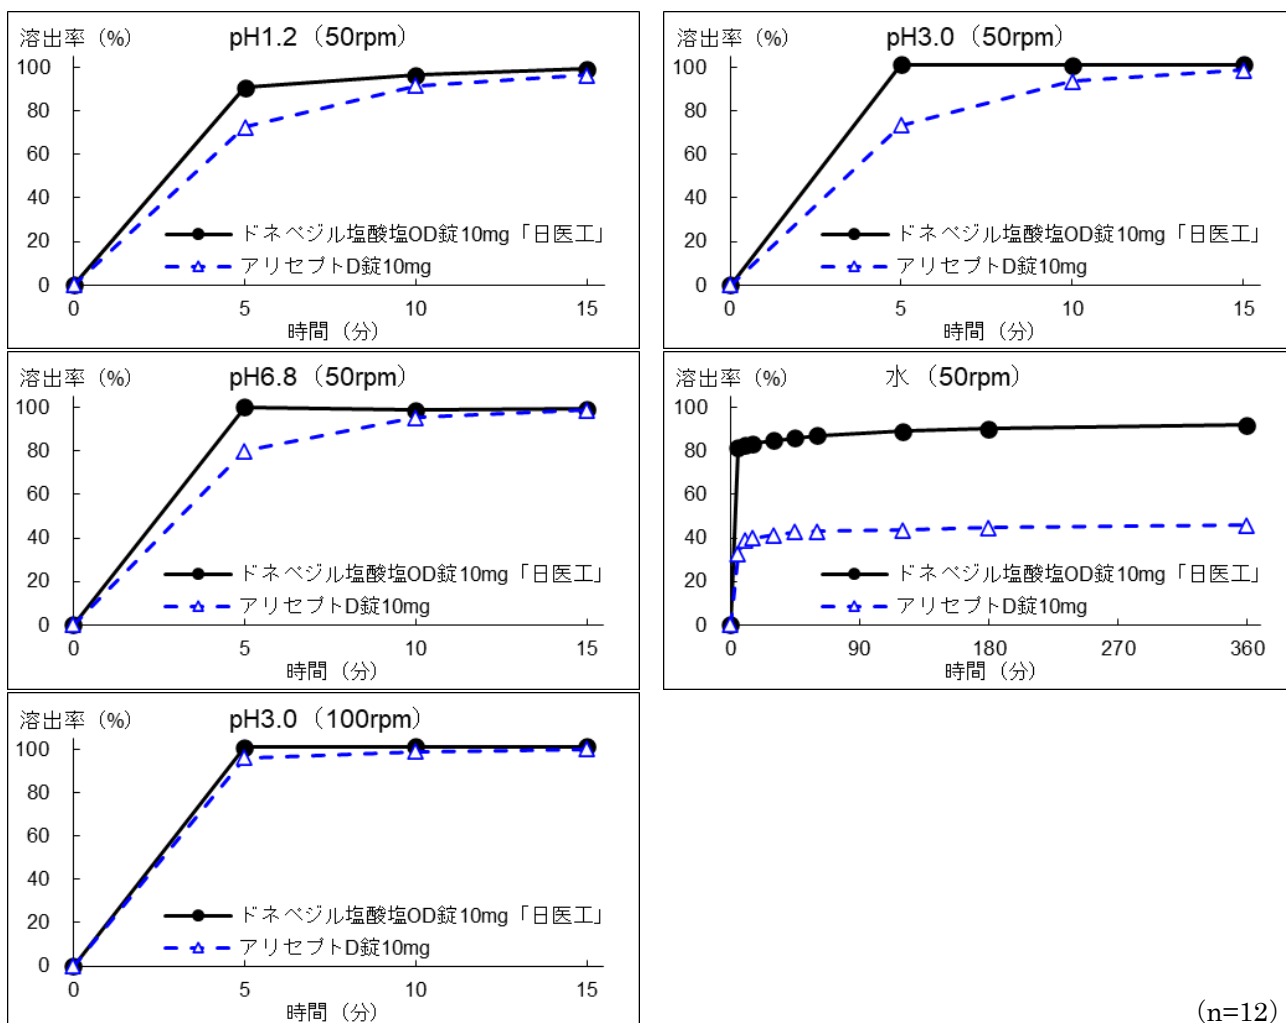 溶出率（%） pH1.2（50rpm）
100
80
60
40
20
0
ドネペジル塩酸塩OD錠10mg「日医工」
アリセプトD錠10mg
0 5 10 15
時間（分）
溶出率（%） pH3.0（50rpm）
100
80
60
40
20
0
ドネペジル塩酸塩OD錠10mg「日医工」
アリセプトD錠10mg
0 5 10 15
時間（分）
溶出率（%） pH6.8（50rpm）
100
80
60
40
20
0
ドネペジル塩酸塩OD錠10mg「日医工」
アリセプトD錠10mg
0 5 10 15
時間（分）
溶出率（%） 水（50rpm）
100
80
60
40
20
0
ドネペジル塩酸塩OD錠10mg「日医工」
アリセプトD錠10mg
0 90 180 270 360
時間（分）
溶出率（%） pH3.0（100rpm）
100
80
60
40
20
0
ドネペジル塩酸塩OD錠10mg「日医工」
アリセプトD錠10mg
0 5 10 15
時間（分）
(n=12)